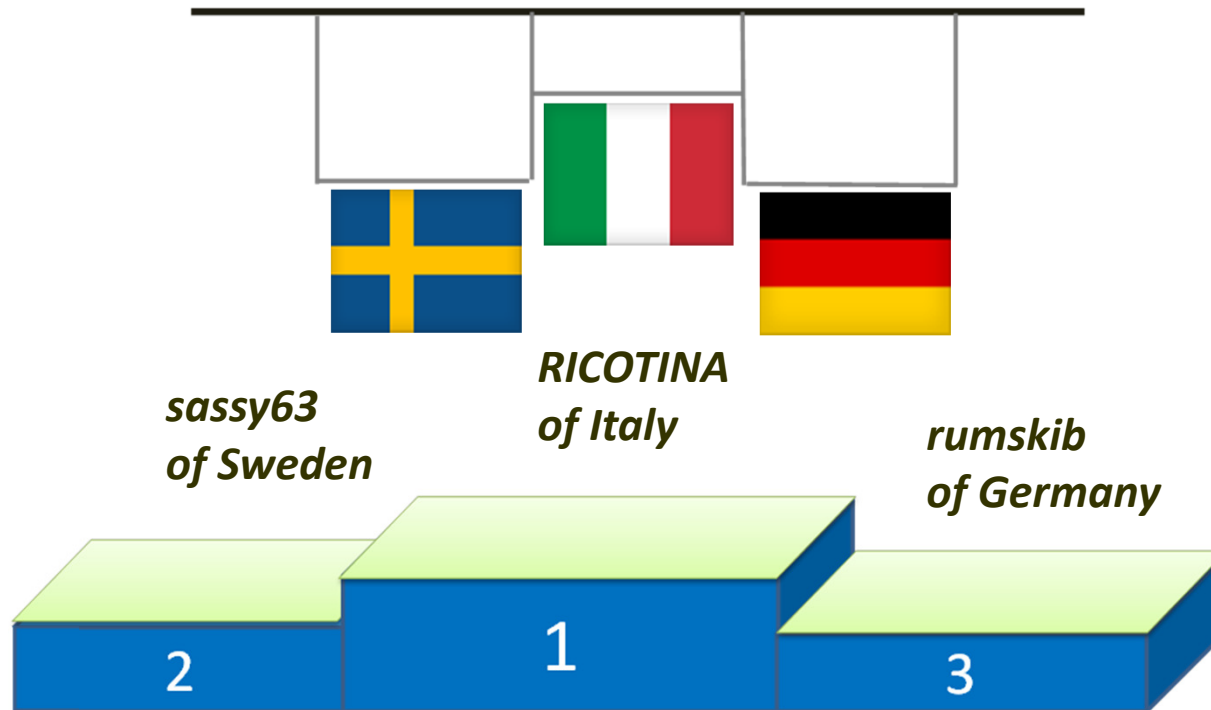 RICOTINA
of Italy
sassy63
of Sweden
rumskib
of Germany
1
2
3